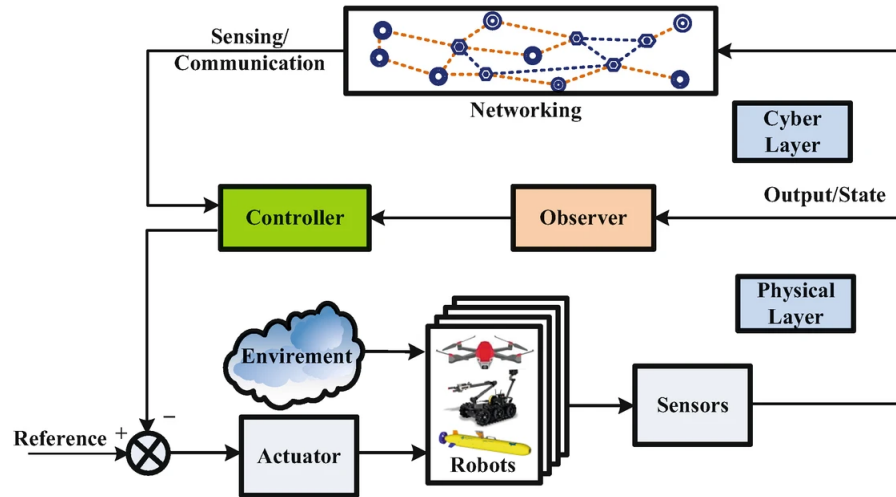 Sensing/
Communication
Networking
Cyber
Layer
Controller
Observer
Output/State
Physical
Layer
Envirement
Sensors
Reference
+
−
Actuator
Robots